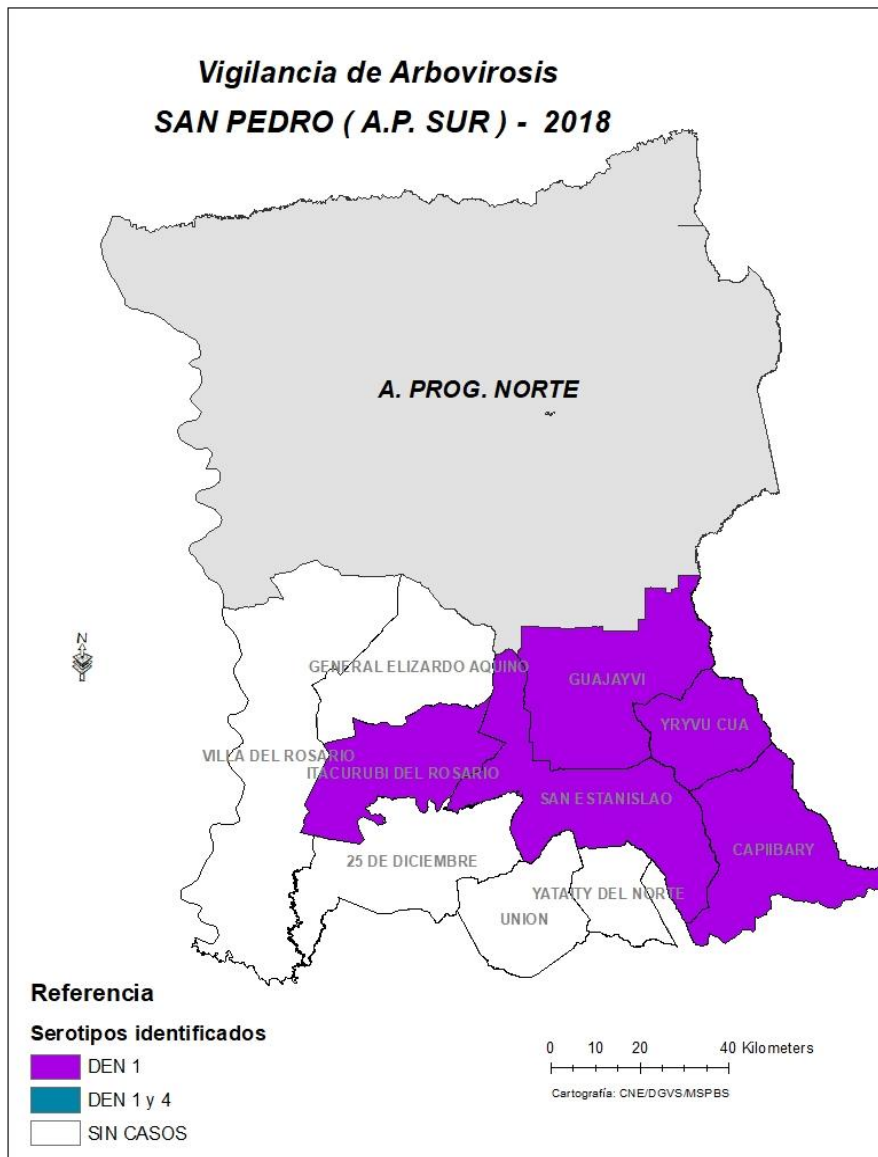 Vigilancia de Arbovirosis
SAN PEDRO ( A.P. SUR ) - 2018
A. PROG. NORTE
N
GENERAL ELIZARDO AQUINO
GUAJAYVI
YRYVU CUA
VILLA DEL ROSARIO
ITACURUBI DEL ROSARIO
SAN ESTANISLAO
CAPIIBARY
25 DE DICIEMBRE
YATAITY DEL NORTE
UNION
Referencia
Serotipos identificados
DEN 1
DEN 1 y 4
SIN CASOS
0 10 20 40 Kilometers
Cartografía: CNE/DGVS/MSPBS